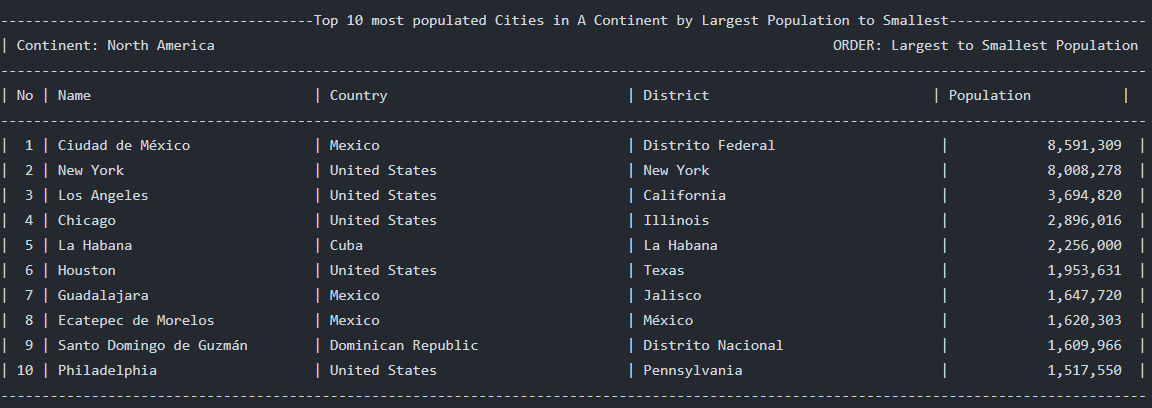 --------------------------------------Top 10 most populated Cities in A Continent by Largest Population to Smallest------------------------
| Continent: North America                                                                           ORDER: Largest to Smallest Population
-------------------------------------------------------------------------------------------------------------------------------------------
| No | Name                           | Country                             | District                           | Population           |
-------------------------------------------------------------------------------------------------------------------------------------------
|  1 | Ciudad de México               | Mexico                              | Distrito Federal                    |            8,591,309  |
|  2 | New York                       | United States                       | New York                            |            8,008,278  |
|  3 | Los Angeles                    | United States                       | California                          |            3,694,820  |
|  4 | Chicago                        | United States                       | Illinois                            |            2,896,016  |
|  5 | La Habana                      | Cuba                                | La Habana                           |            2,256,000  |
|  6 | Houston                        | United States                       | Texas                               |            1,953,631  |
|  7 | Guadalajara                    | Mexico                              | Jalisco                             |            1,647,720  |
|  8 | Ecatepec de Morelos            | Mexico                              | México                              |            1,620,303  |
|  9 | Santo Domingo de Guzmán        | Dominican Republic                  | Distrito Nacional                   |            1,609,966  |
| 10 | Philadelphia                   | United States                       | Pennsylvania                        |            1,517,550  |
-------------------------------------------------------------------------------------------------------------------------------------------